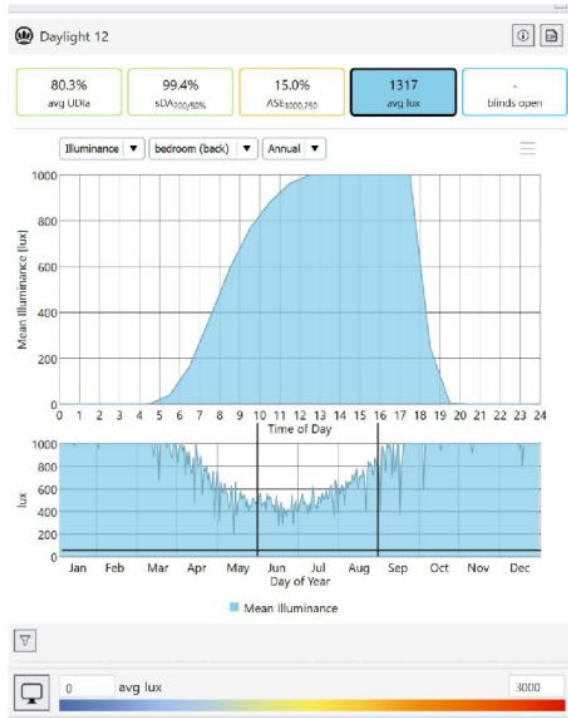 Daylight 12
80.3% 99.4% 15.0% 1317 -
avg UDIa sDA200/50% ASE1000,250 avg lux blinds open
Illuminance ▼ bedroom (back) ▼ Annual ▼
Mean Illuminance [lux]
1000
800
600
400
200
0
0 1 2 3 4 5 6 7 8 9 10 11 12 13 14 15 16 17 18 19 20 21 22 23 24
Time of Day
lux
1000
800
600
400
200
0
Jan Feb Mar Apr May Jun Jul Aug Sep Oct Nov Dec
Day of Year
Mean Illuminance
0 avg lux 3000